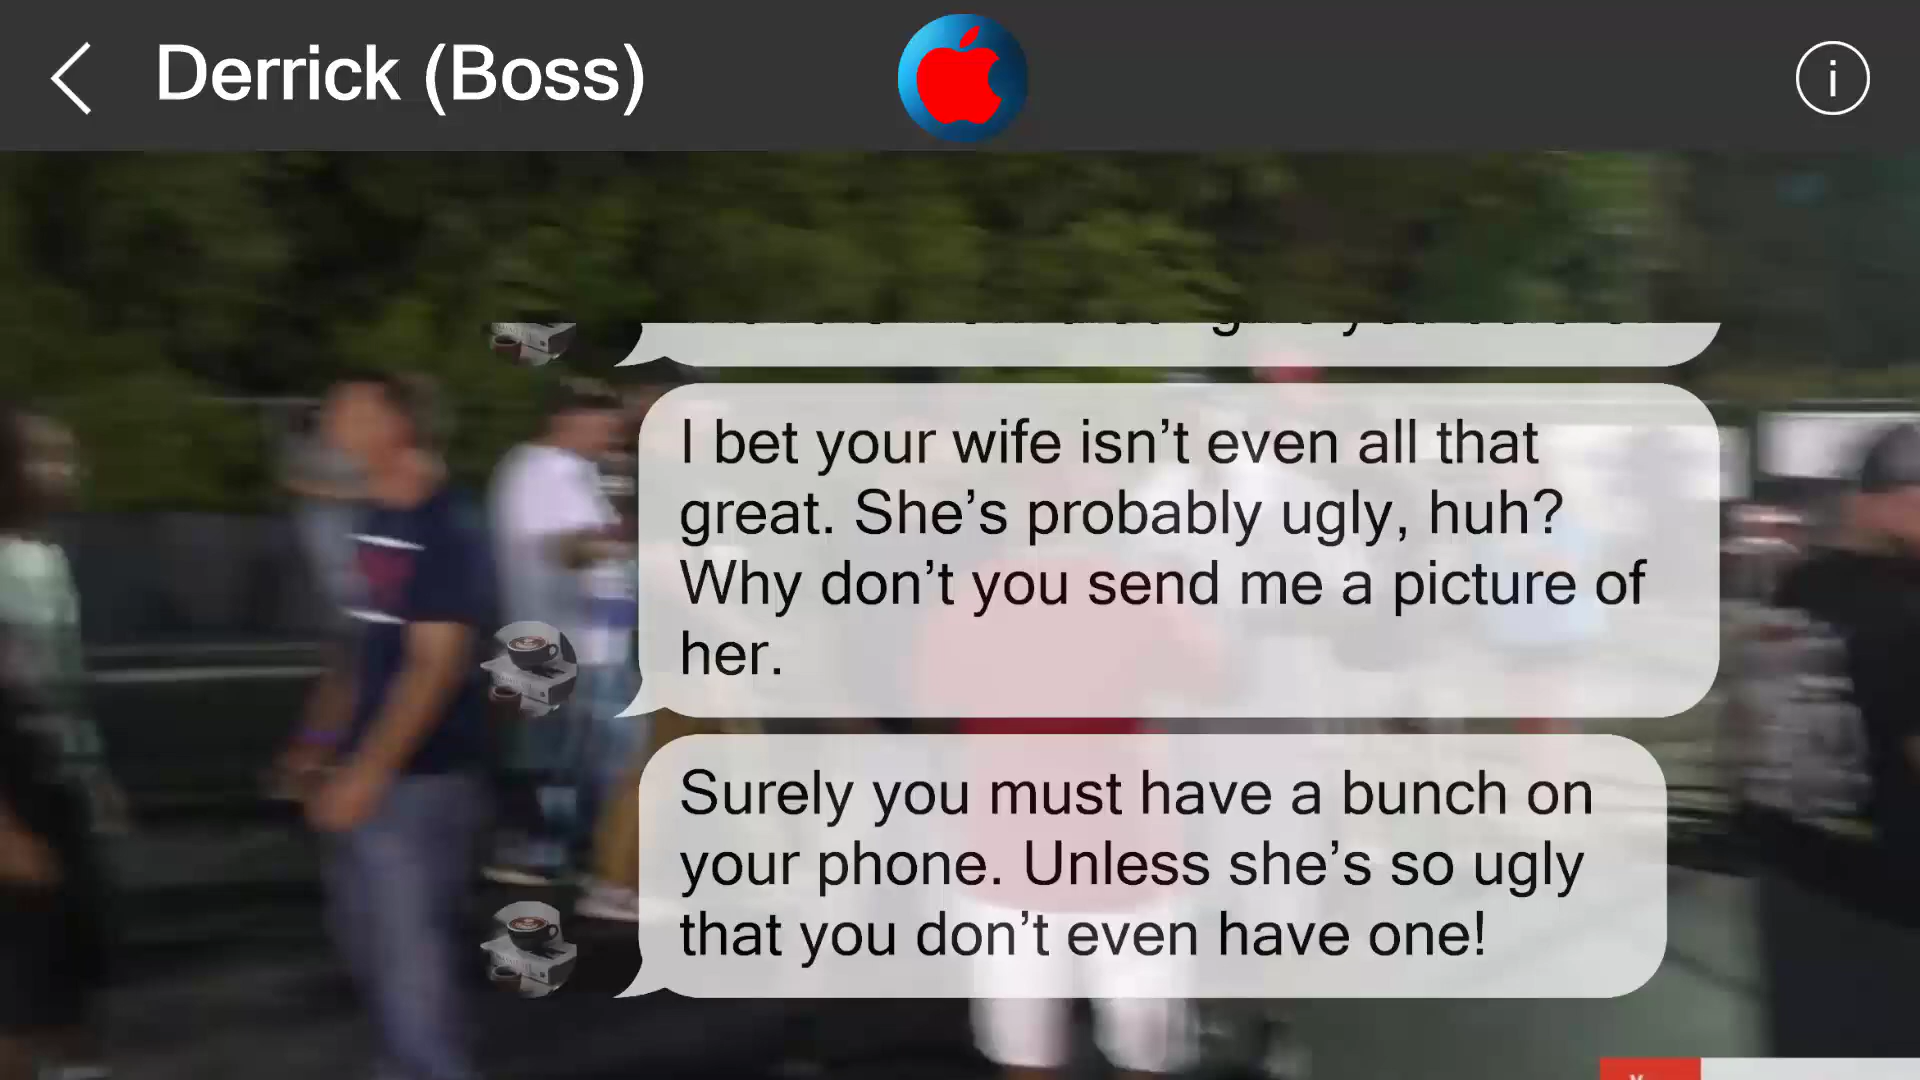 Derrick (Boss)
I bet your wife isn’t even all that
great. She’s probably ugly, huh?
Why don’t you send me a picture of
her.
Surely you must have a bunch on
your phone. Unless she’s so ugly
that you don’t even have one!